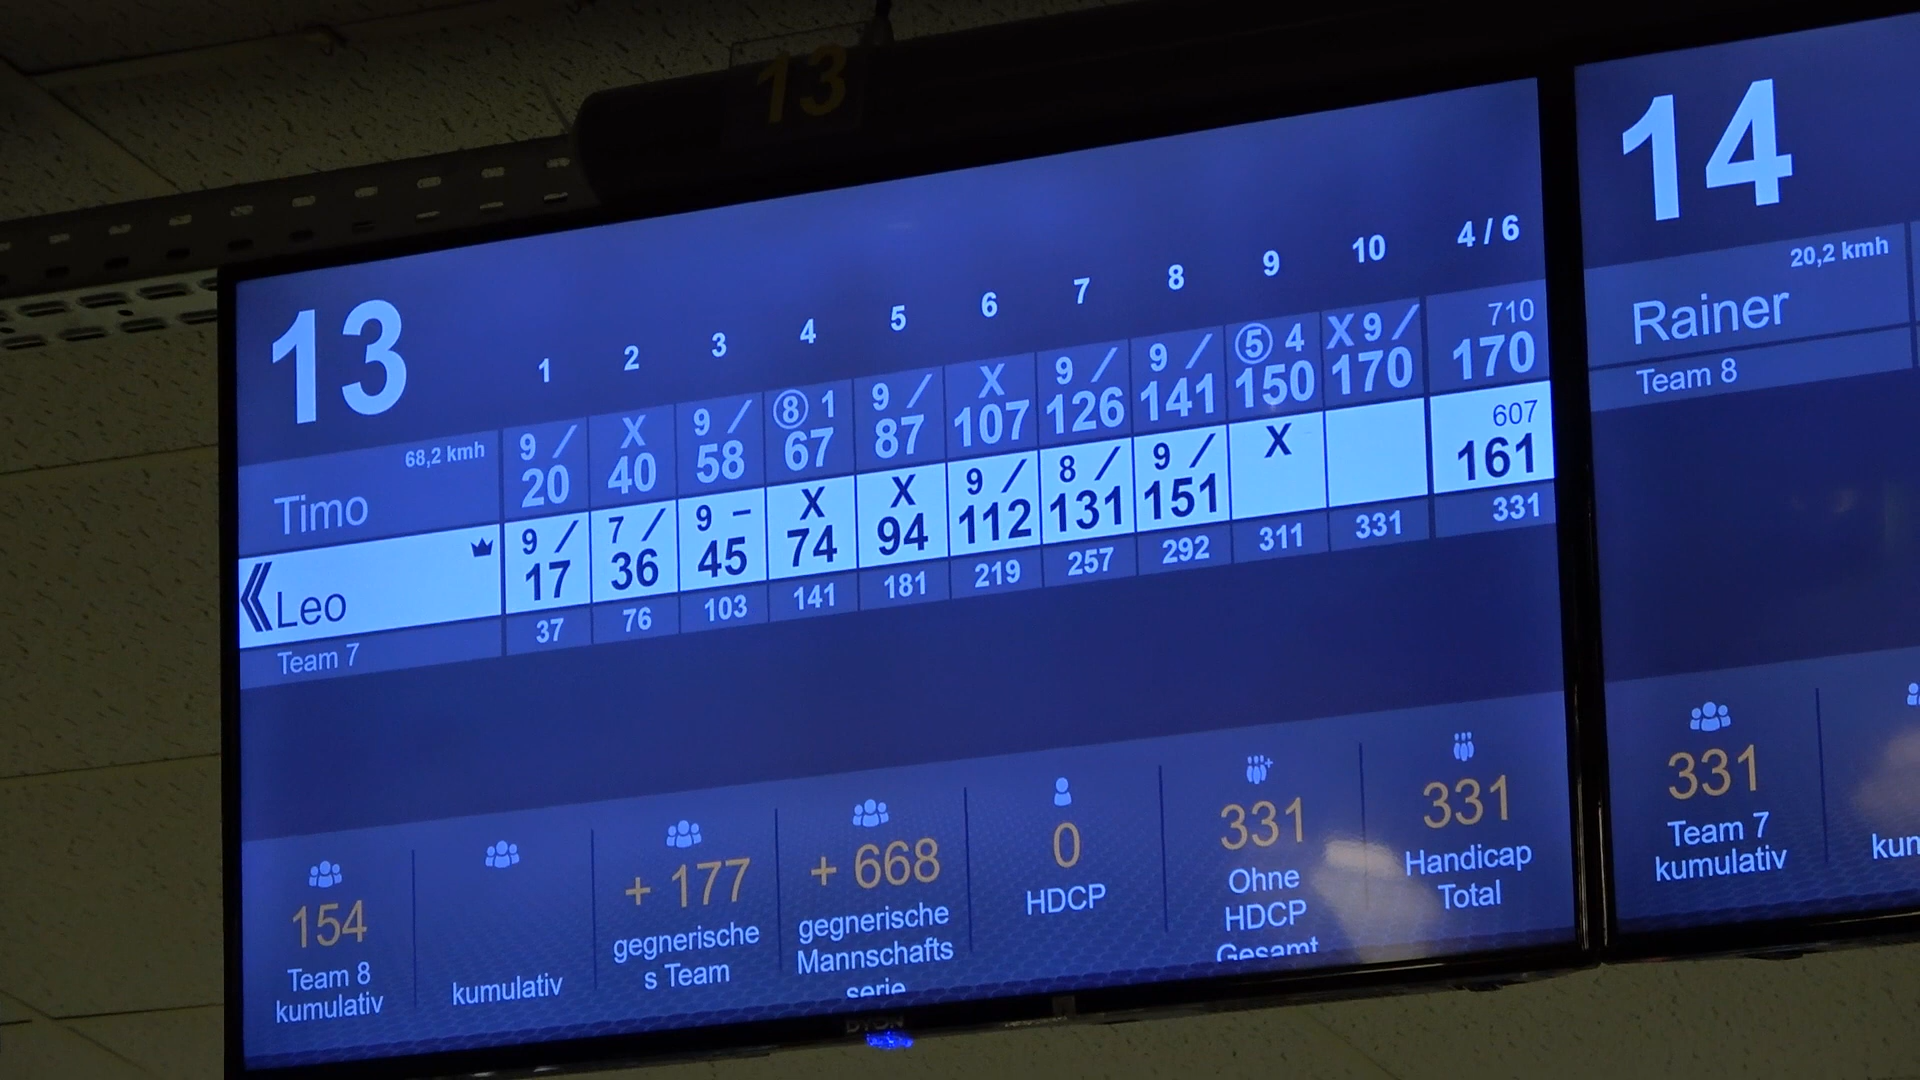 13
13
1 2 3 4 5 6 7 8 9 10 4 / 6
68,2 kmh
Timo
9 / X 9 / ⑧ 1 9 / X 9 / 9 / ⑤ 4 X 9 / 710
20 40 58 67 87 107 126 141 150 170 170
Leo
9 / 7 / 9 – X X 9 / 8 / 9 / X 607
17 36 45 74 94 112 131 151 161
Team 7
37 76 103 141 181 219 257 292 311 331 331
154
Team 8
kumulativ
kumulativ
+ 177
gegnerische
s Team
+ 668
gegnerische
Mannschafts
serie
0
HDCP
331
Ohne
HDCP
Gesamt
331
Handicap
Total
14
20,2 kmh
Rainer
Team 8
331
Team 7
kumulativ
kum